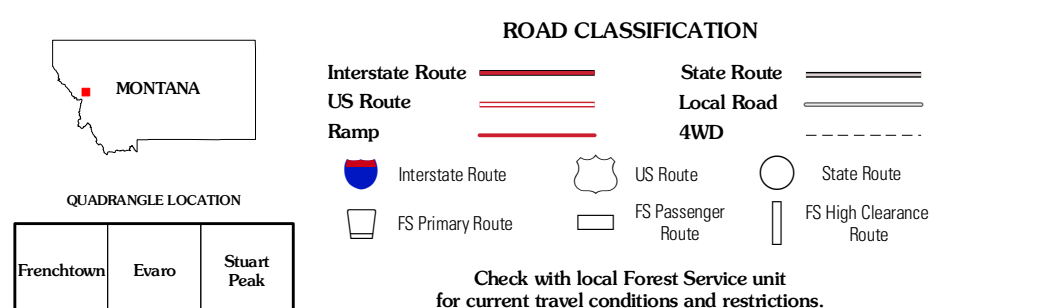 ROAD CLASSIFICATION
MONTANA
Interstate Route
State Route
US Route
Local Road
Ramp
4WD
Interstate Route
US Route
State Route
QUADRANGLE LOCATION
FS Primary Route
FS Passenger
Route
FS High Clearance
Route
Frenchtown
Evaro
Stuart
Peak
Check with local Forest Service unit
for current travel conditions and restrictions.